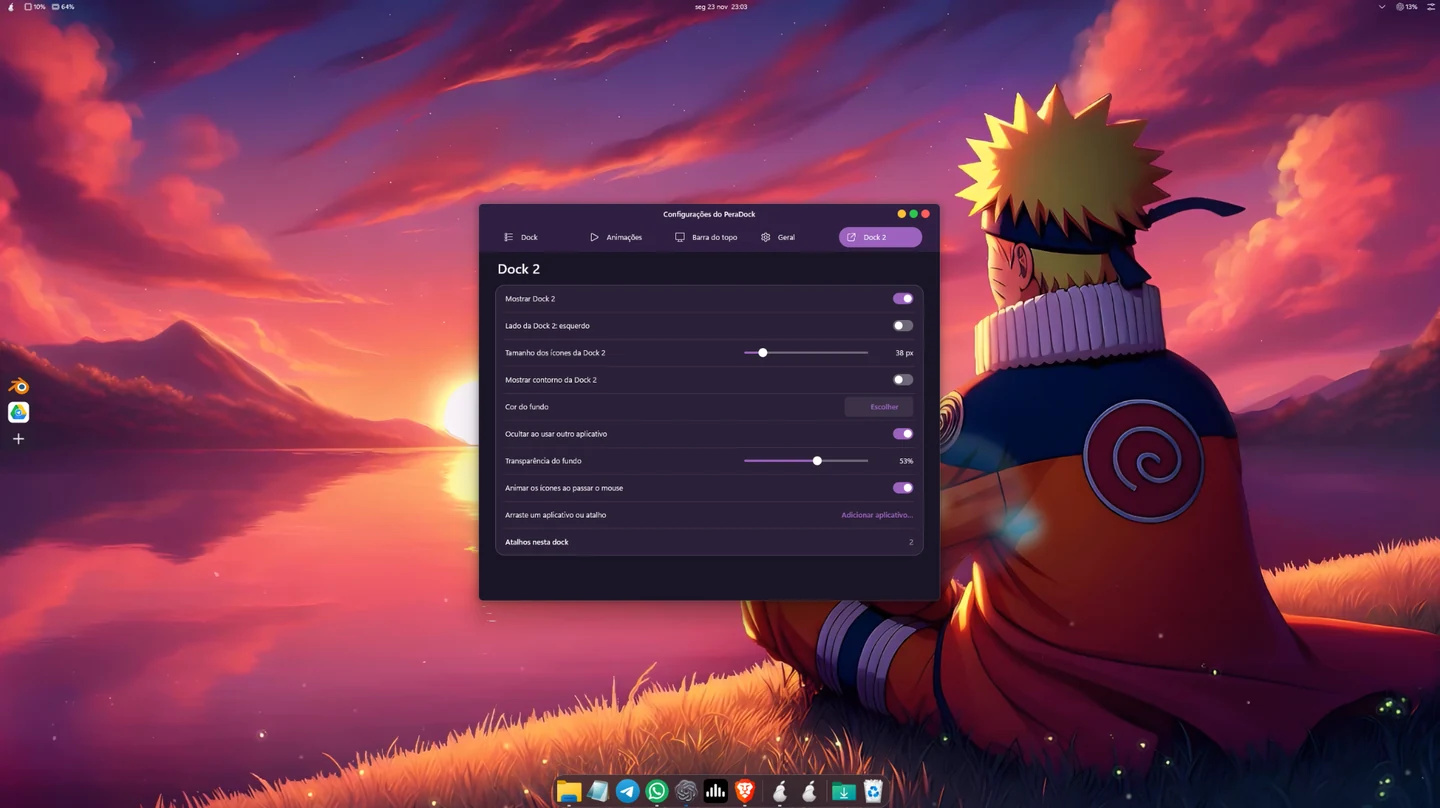 10% 64%
seg 23 nov 23:03
13%
Configurações do PeraDock
Dock
Animações
Barra do topo
Geral
Dock 2
Dock 2
Mostrar Dock 2
Lado da Dock 2: esquerdo
Tamanho dos ícones da Dock 2 38 px
Mostrar contorno da Dock 2
Cor do fundo Escolher
Ocultar ao usar outro aplicativo
Transparência do fundo 53%
Animar os ícones ao passar o mouse
Arraste um aplicativo ou atalho Adicionar aplicativo...
Atalhos nesta dock 2